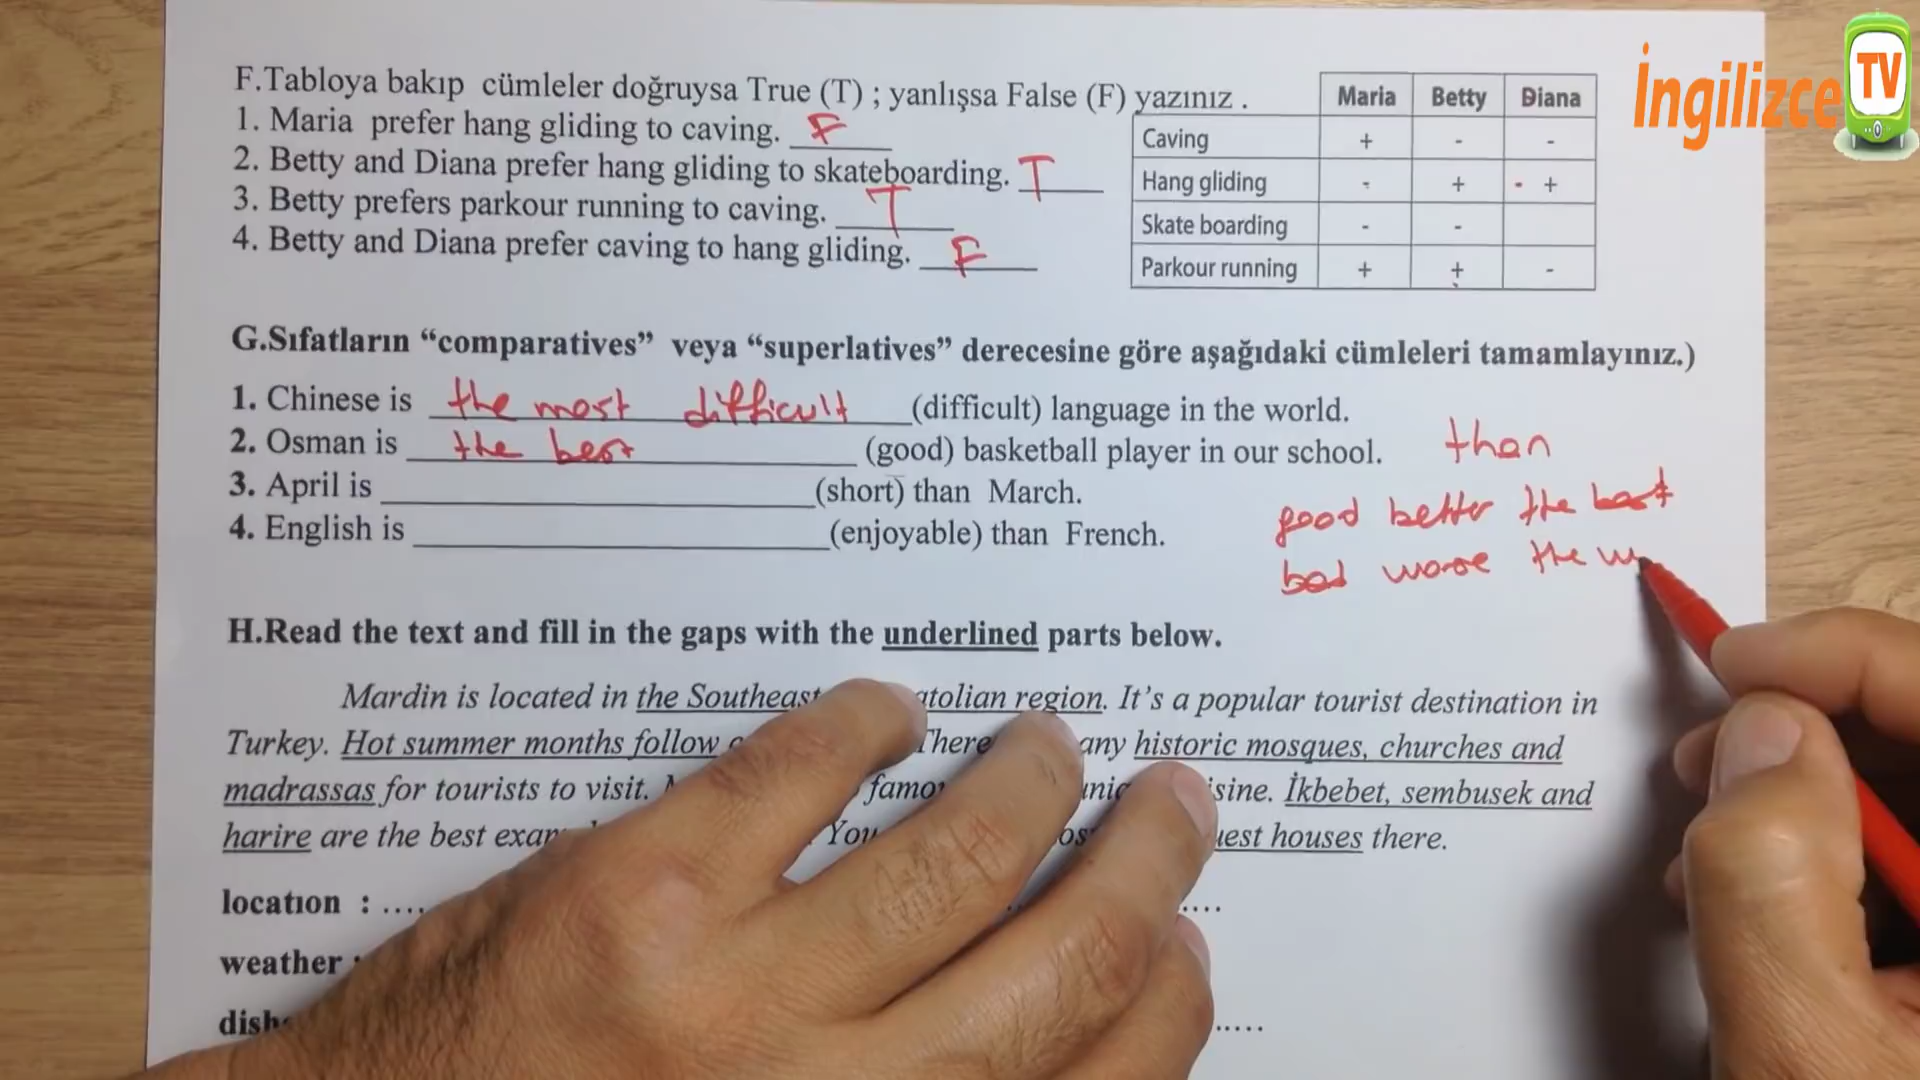 İngilizce TV
F.Tabloya bakıp cümleler doğruysa True (T) ; yanlışsa False (F) yazınız .
1. Maria prefer hang gliding to caving. F
2. Betty and Diana prefer hang gliding to skateboarding. T
3. Betty prefers parkour running to caving. T
4. Betty and Diana prefer caving to hang gliding. F
Maria Betty Diana
Caving + - -
Hang gliding - + - +
Skate boarding - -
Parkour running + + -
G.Sıfatların “comparatives” veya “superlatives” derecesine göre aşağıdaki cümleleri tamamlayınız.)
1. Chinese is the most difficult (difficult) language in the world.
2. Osman is the best (good) basketball player in our school.
3. April is (short) than March.
4. English is (enjoyable) than French.
than
good better the best
bad worse the w
H.Read the text and fill in the gaps with the underlined parts below.
Mardin is located in the Southeast atolian region. It’s a popular tourist destination in
Turkey. Hot summer months follow There any historic mosques, churches and
madrassas for tourists to visit. famo isine. İkbebet, sembusek and
harire are the best exam You uest houses there.
locatıon : ....
weather :
dish